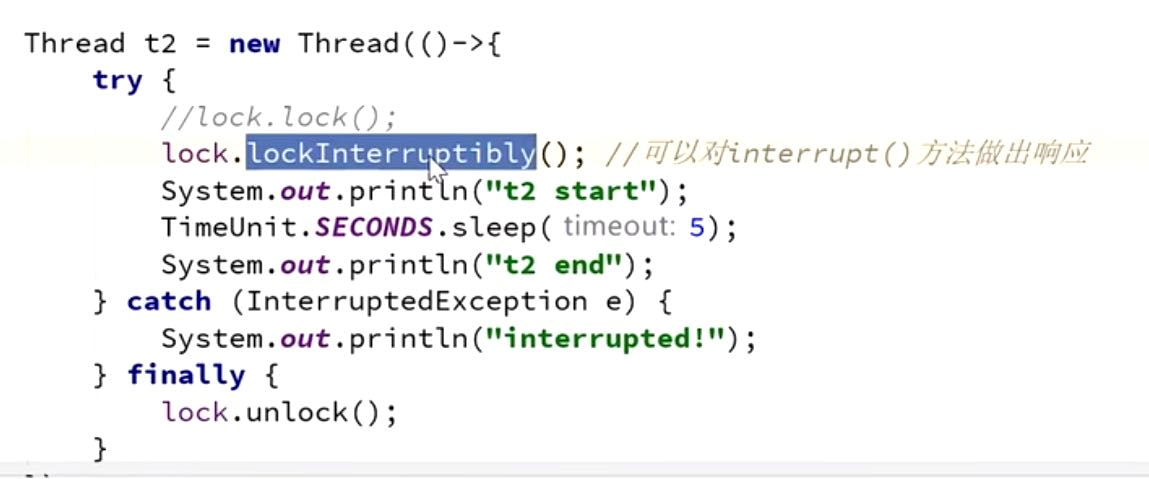 Thread t2 = new Thread(()->{
try {
//lock.lock();
lock.lockInterruptibly(); //可以对interrupt()方法做出响应
System.out.println("t2 start");
TimeUnit.SECONDS.sleep( timeout: 5);
System.out.println("t2 end");
} catch (InterruptedException e) {
System.out.println("interrupted!");
} finally {
lock.unlock();
}